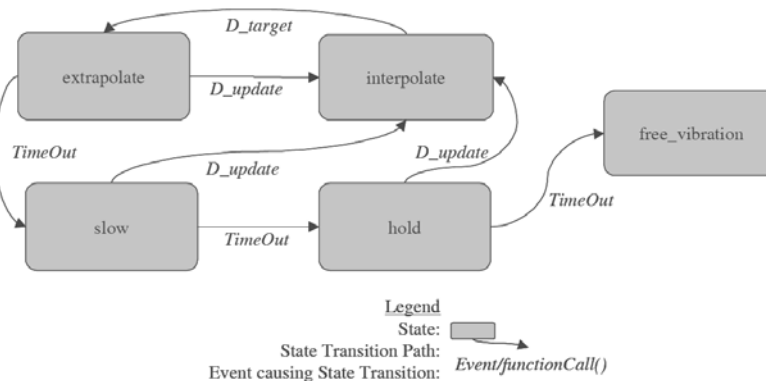 D_target
extrapolate
interpolate
D_update
free_vibration
TimeOut
D_update
D_update
TimeOut
slow
TimeOut
hold
Legend
State:
State Transition Path:
Event causing State Transition:
Event/functionCall()